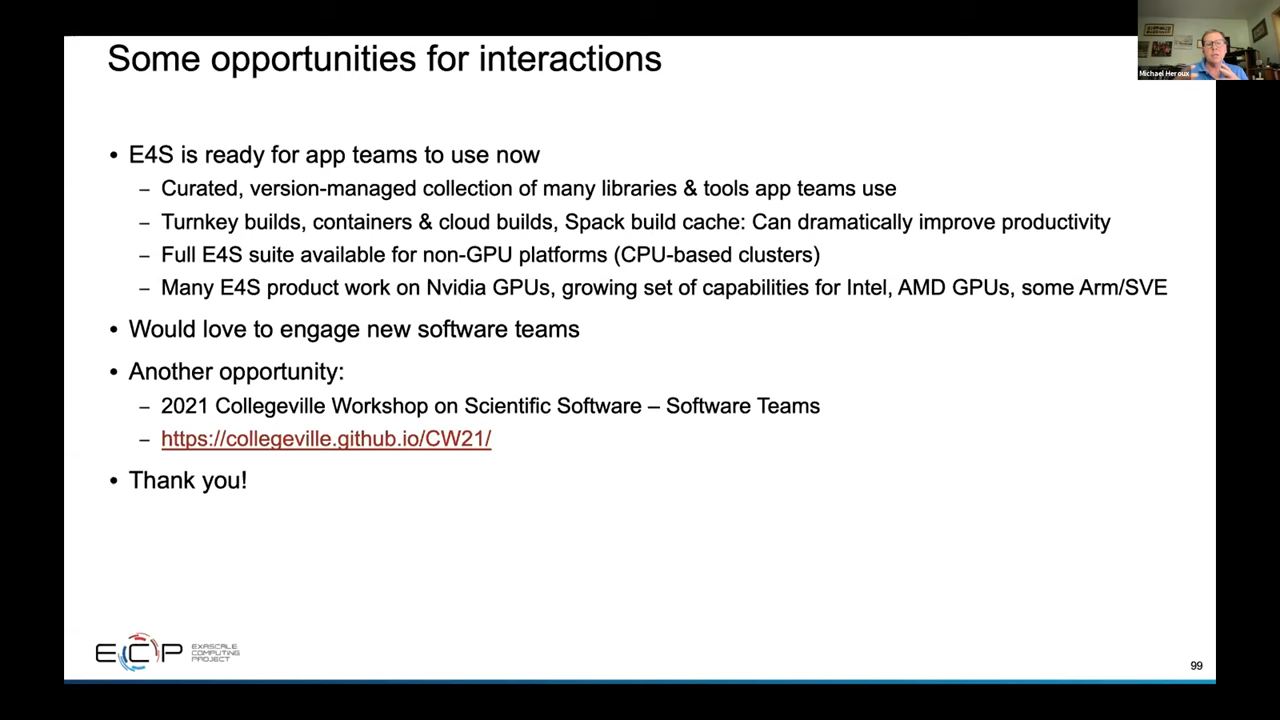 Some opportunities for interactions
Michael Heroux
• E4S is ready for app teams to use now
– Curated, version-managed collection of many libraries & tools app teams use
– Turnkey builds, containers & cloud builds, Spack build cache: Can dramatically improve productivity
– Full E4S suite available for non-GPU platforms (CPU-based clusters)
– Many E4S product work on Nvidia GPUs, growing set of capabilities for Intel, AMD GPUs, some Arm/SVE
• Would love to engage new software teams
• Another opportunity:
– 2021 Collegeville Workshop on Scientific Software – Software Teams
– https://collegeville.github.io/CW21/
• Thank you!
ECP
EXASCALE
COMPUTING
PROJECT
99